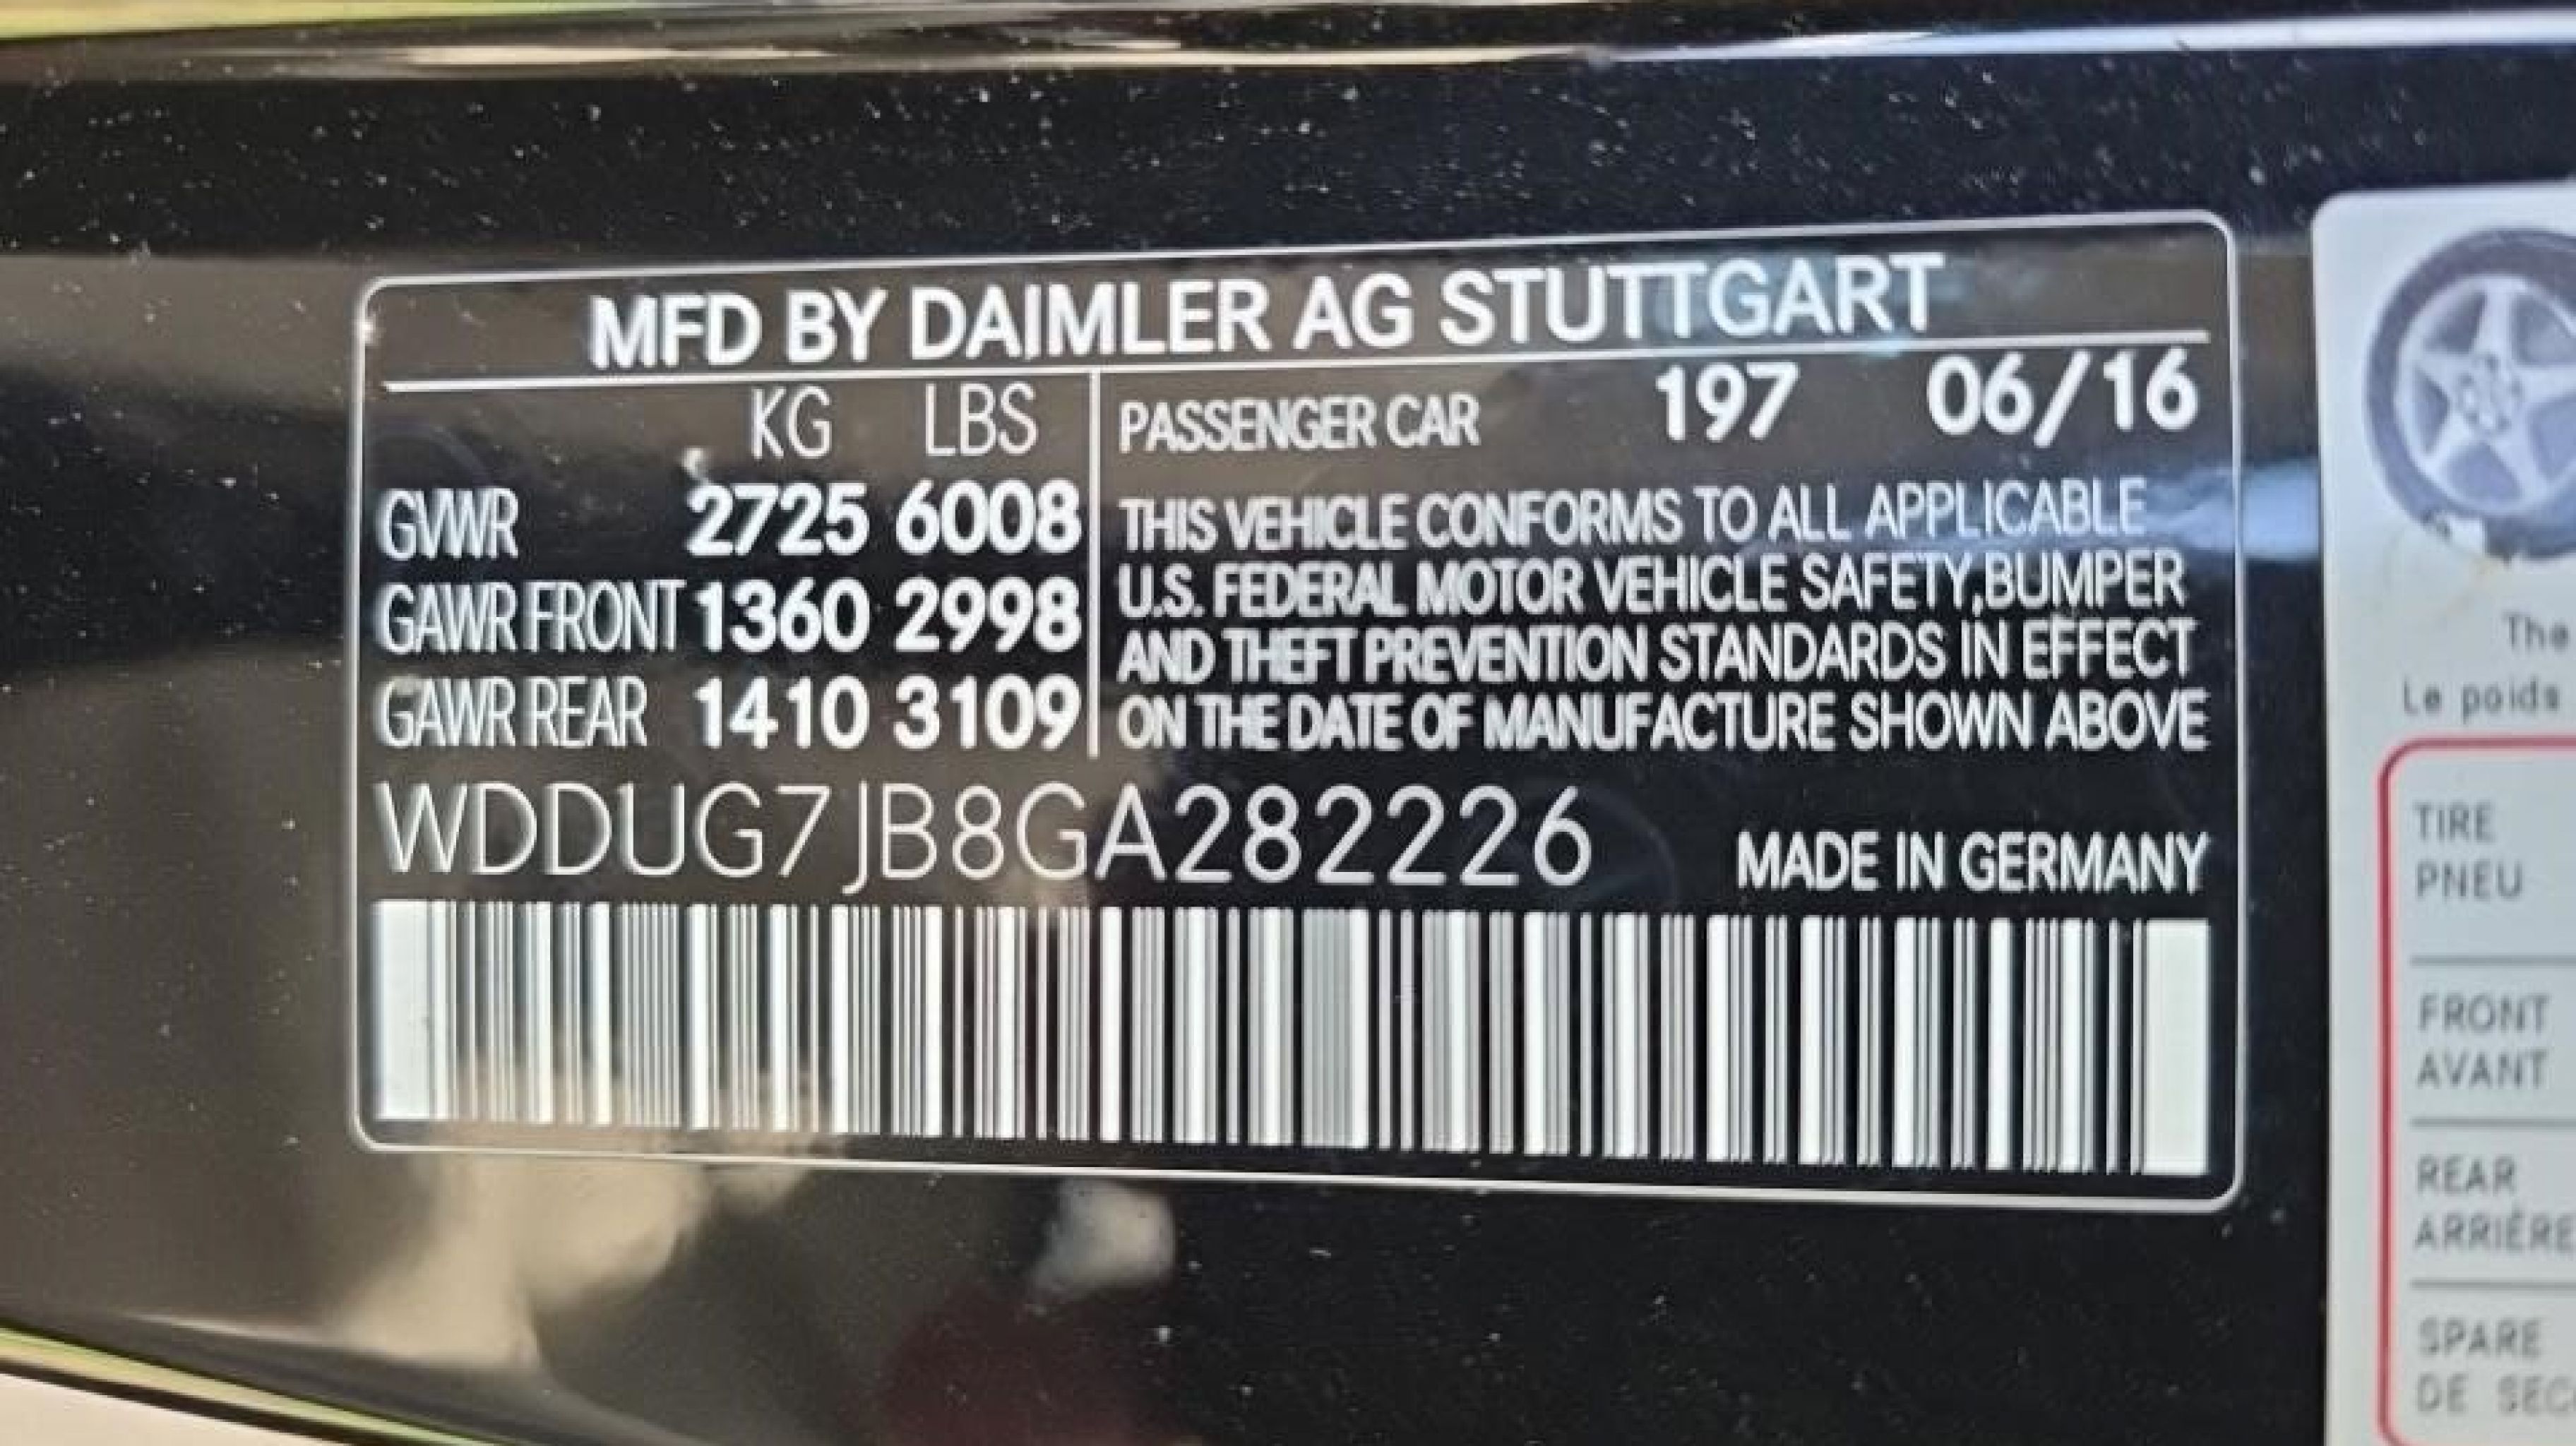 MFD BY DAIMLER AG STUTTGART
KG LBS
GVWR 2725 6008
GAWR FRONT 1360 2998
GAWR REAR 1410 3109
PASSENGER CAR 197 06/16
THIS VEHICLE CONFORMS TO ALL APPLICABLE
U.S. FEDERAL MOTOR VEHICLE SAFETY,BUMPER
AND THEFT PREVENTION STANDARDS IN EFFECT
ON THE DATE OF MANUFACTURE SHOWN ABOVE
WDDUG7JB8GA282226
MADE IN GERMANY
The
Le poids
TIRE
PNEU
FRONT
AVANT
REAR
ARRIÈRE
SPARE
DE